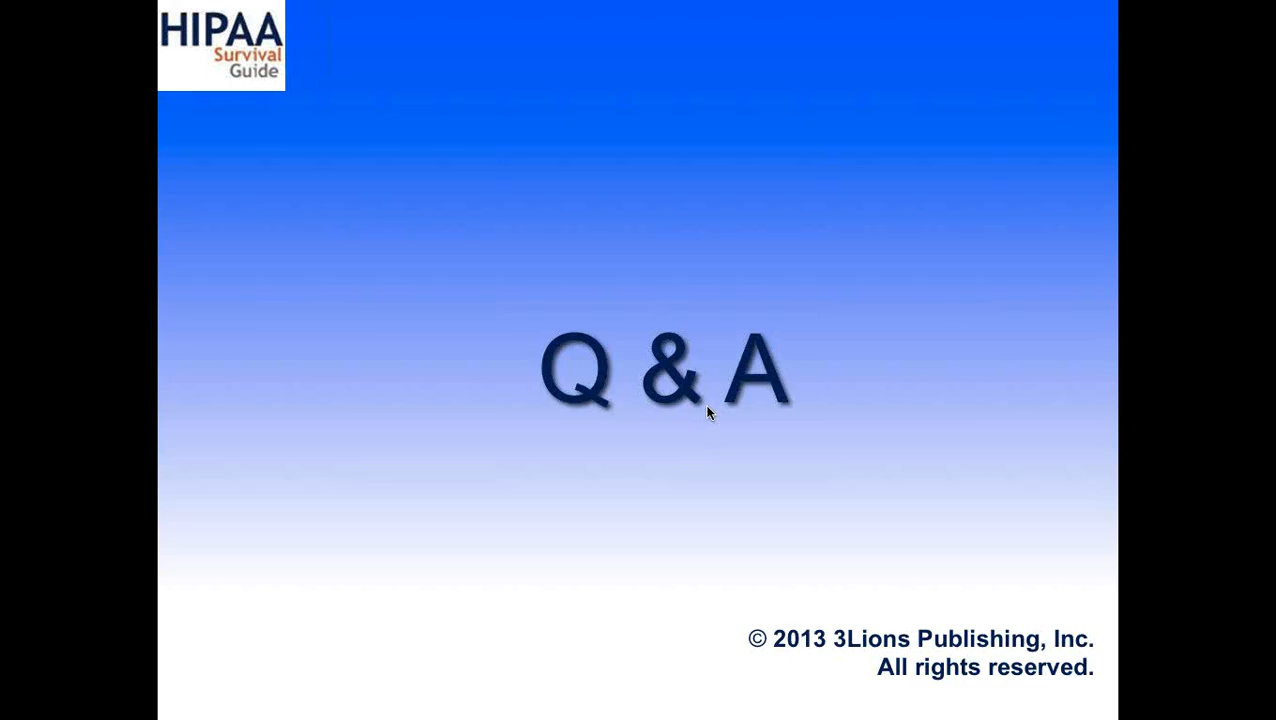 HIPAA
Survival
Guide
Q & A
© 2013 3Lions Publishing, Inc.
All rights reserved.